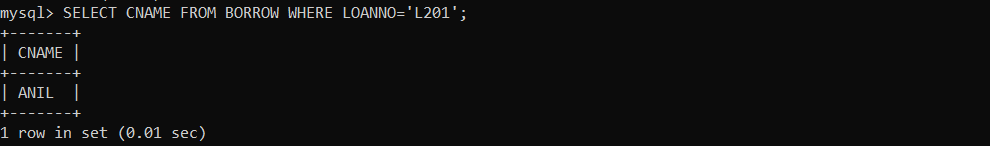 mysql> SELECT CNAME FROM BORROW WHERE LOANNO='L201';
+-------+
| CNAME |
+-------+
| ANIL  |
+-------+
1 row in set (0.01 sec)